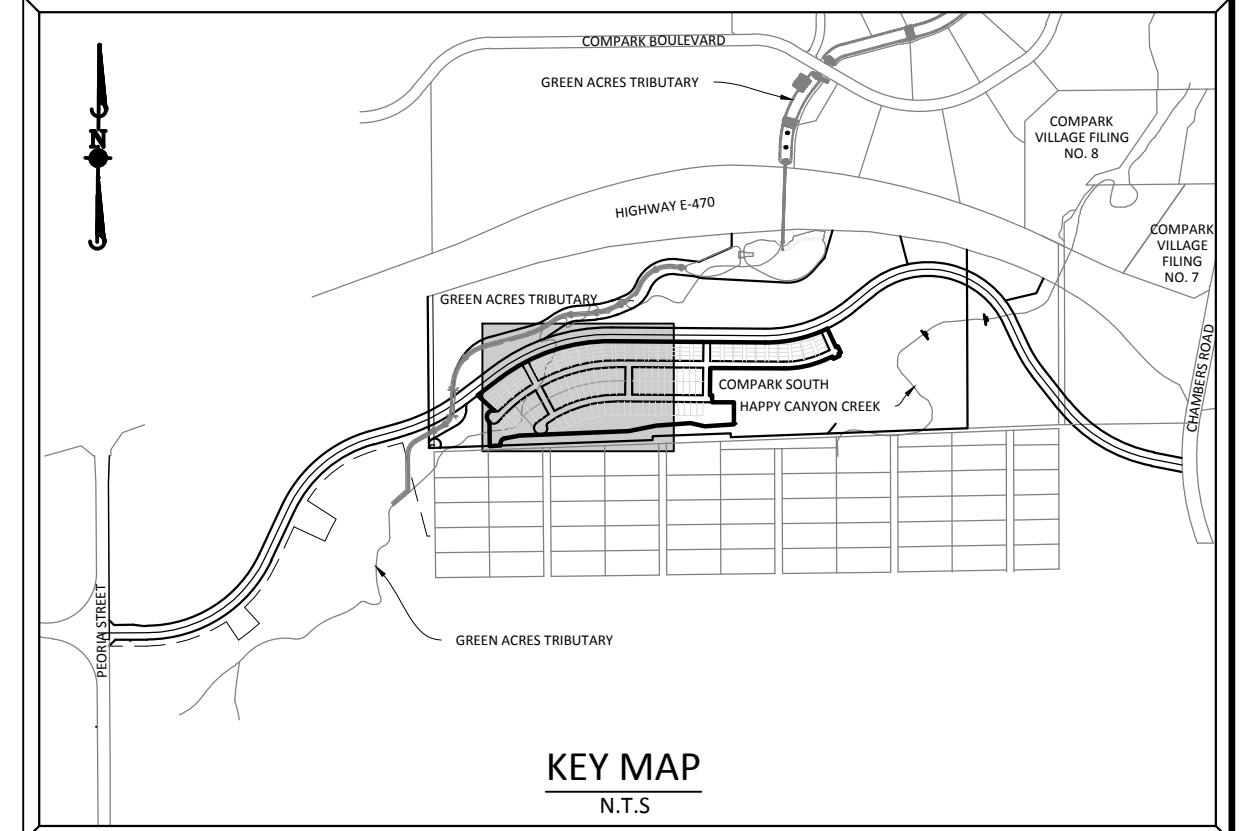 COMPARK BOULEVARD
GREEN ACRES TRIBUTARY
N
COMPARK
VILLAGE FILING
NO. 8
HIGHWAY E-470
COMPARK
VILLAGE
FILING
NO. 7
GREEN ACRES TRIBUTARY
CHAMBERS ROAD
COMPARK SOUTH
HAPPY CANYON CREEK
PEORIA STREET
GREEN ACRES TRIBUTARY
KEY MAP
N.T.S